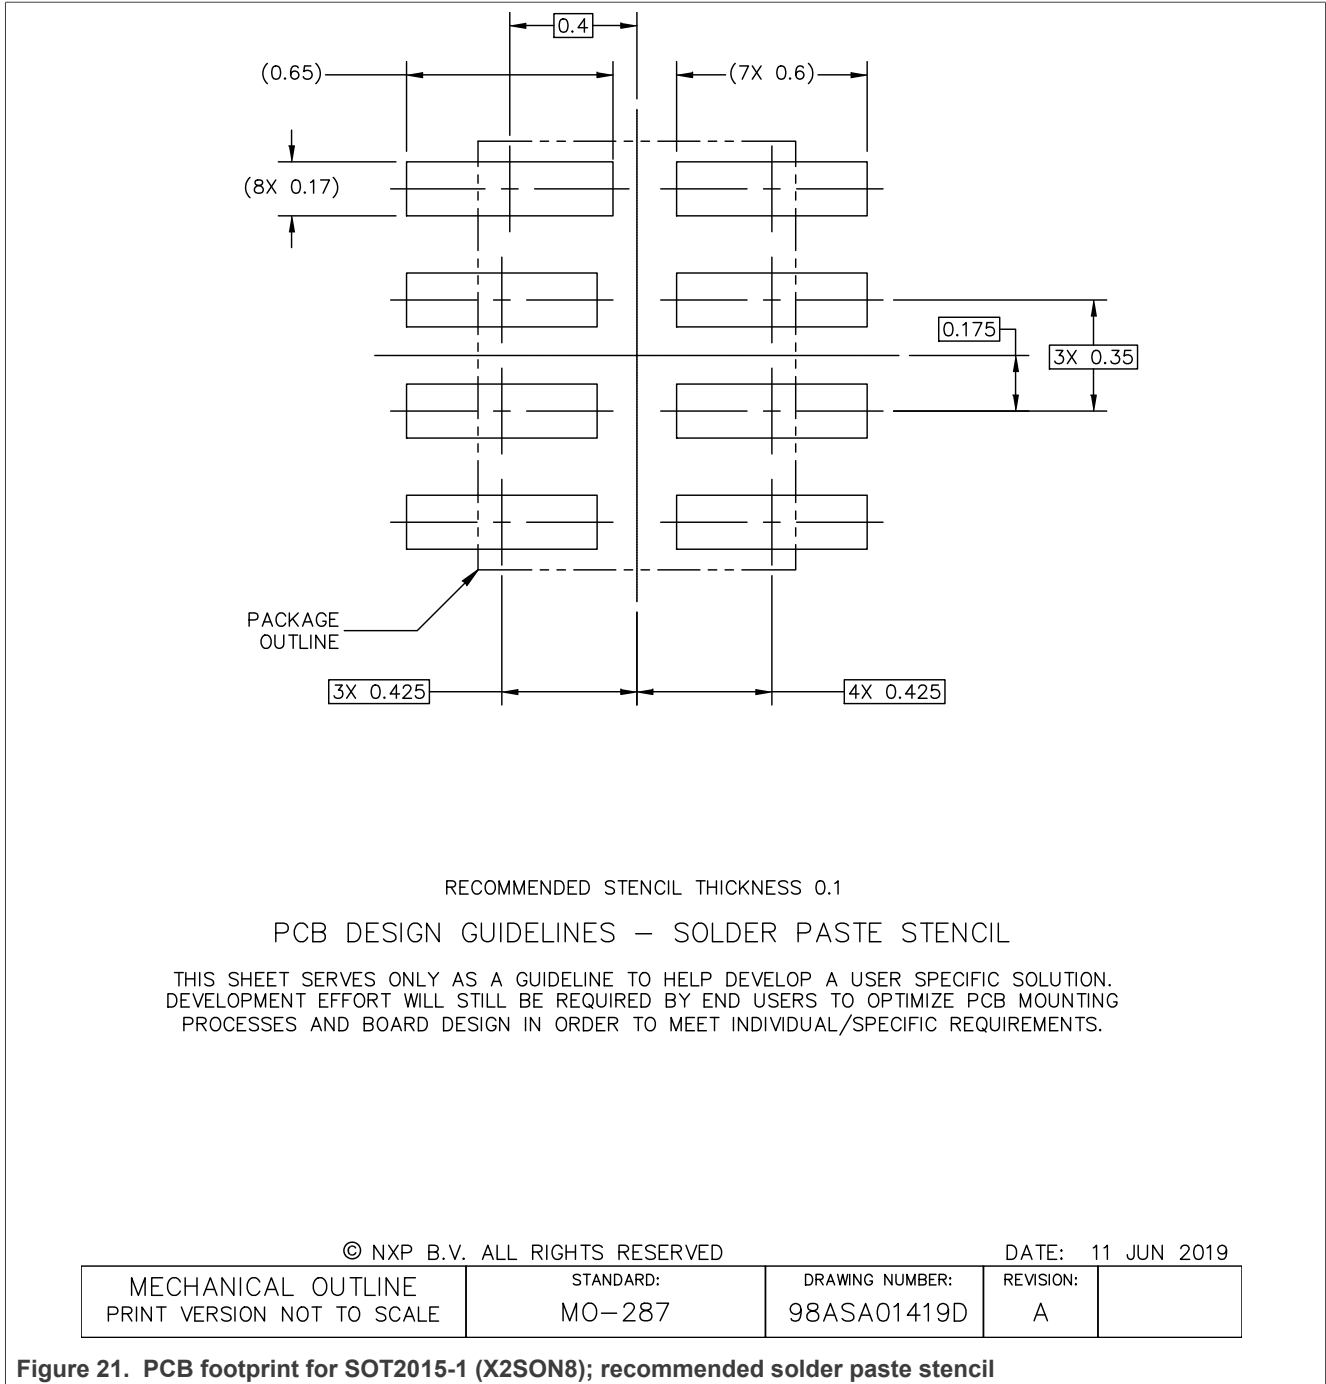 0.4
(0.65)
(7X 0.6)
(8X 0.17)
0.175
3X 0.35
PACKAGE
OUTLINE
3X 0.425
4X 0.425
RECOMMENDED STENCIL THICKNESS 0.1
PCB DESIGN GUIDELINES – SOLDER PASTE STENCIL
THIS SHEET SERVES ONLY AS A GUIDELINE TO HELP DEVELOP A USER SPECIFIC SOLUTION.
DEVELOPMENT EFFORT WILL STILL BE REQUIRED BY END USERS TO OPTIMIZE PCB MOUNTING
PROCESSES AND BOARD DESIGN IN ORDER TO MEET INDIVIDUAL/SPECIFIC REQUIREMENTS.
© NXP B.V. ALL RIGHTS RESERVED
DATE: 11 JUN 2019
MECHANICAL OUTLINE
PRINT VERSION NOT TO SCALE
STANDARD:
MO-287
DRAWING NUMBER:
98ASA01419D
REVISION:
A
Figure 21. PCB footprint for SOT2015-1 (X2SON8); recommended solder paste stencil